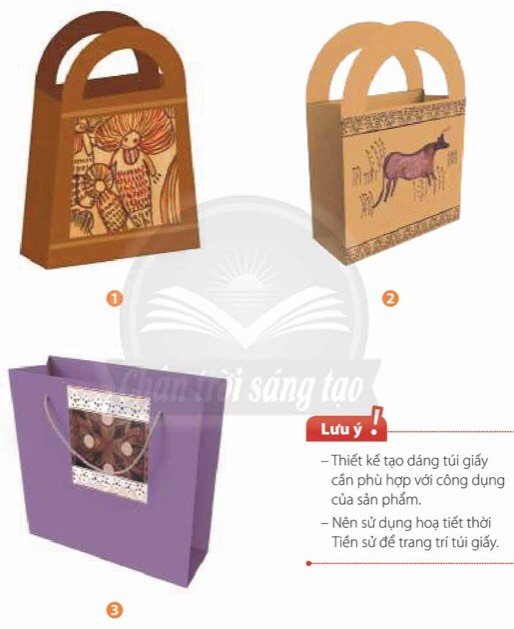 1
2
Chân trời sáng tạo
3
Lưu ý !
– Thiết kế tạo dáng túi giấy
cần phù hợp với công dụng
của sản phẩm.
– Nên sử dụng hoạ tiết thời
Tiền sử để trang trí túi giấy.